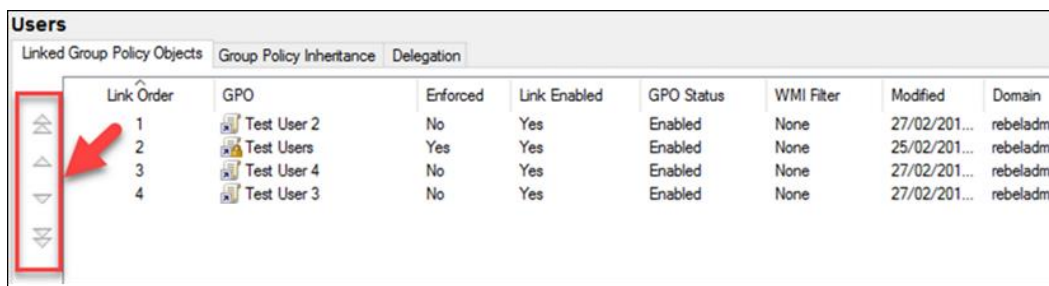 Users
Linked Group Policy Objects Group Policy Inheritance Delegation
Link Order GPO Enforced Link Enabled GPO Status WMI Filter Modified Domain
1 Test User 2 No Yes Enabled None 27/02/201... rebeladm
2 Test Users Yes Yes Enabled None 25/02/201... rebeladm
3 Test User 4 No Yes Enabled None 27/02/201... rebeladm
4 Test User 3 No Yes Enabled None 27/02/201... rebeladm